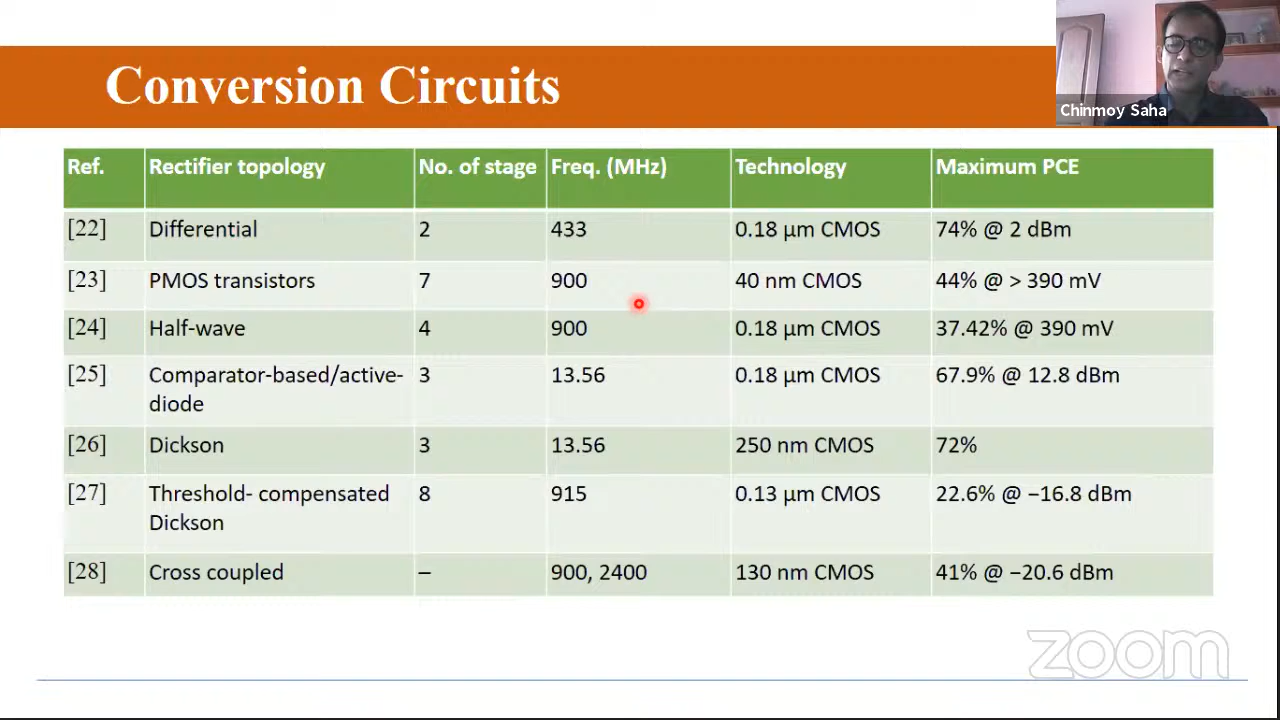 Conversion Circuits
Chinmoy Saha
Ref. Rectifier topology No. of stage Freq. (MHz) Technology Maximum PCE
[22] Differential 2 433 0.18 µm CMOS 74% @ 2 dBm
[23] PMOS transistors 7 900 40 nm CMOS 44% @ > 390 mV
[24] Half-wave 4 900 0.18 µm CMOS 37.42% @ 390 mV
[25] Comparator-based/active- 3 13.56 0.18 µm CMOS 67.9% @ 12.8 dBm
diode
[26] Dickson 3 13.56 250 nm CMOS 72%
[27] Threshold- compensated 8 915 0.13 µm CMOS 22.6% @ −16.8 dBm
Dickson
[28] Cross coupled – 900, 2400 130 nm CMOS 41% @ −20.6 dBm
zoom